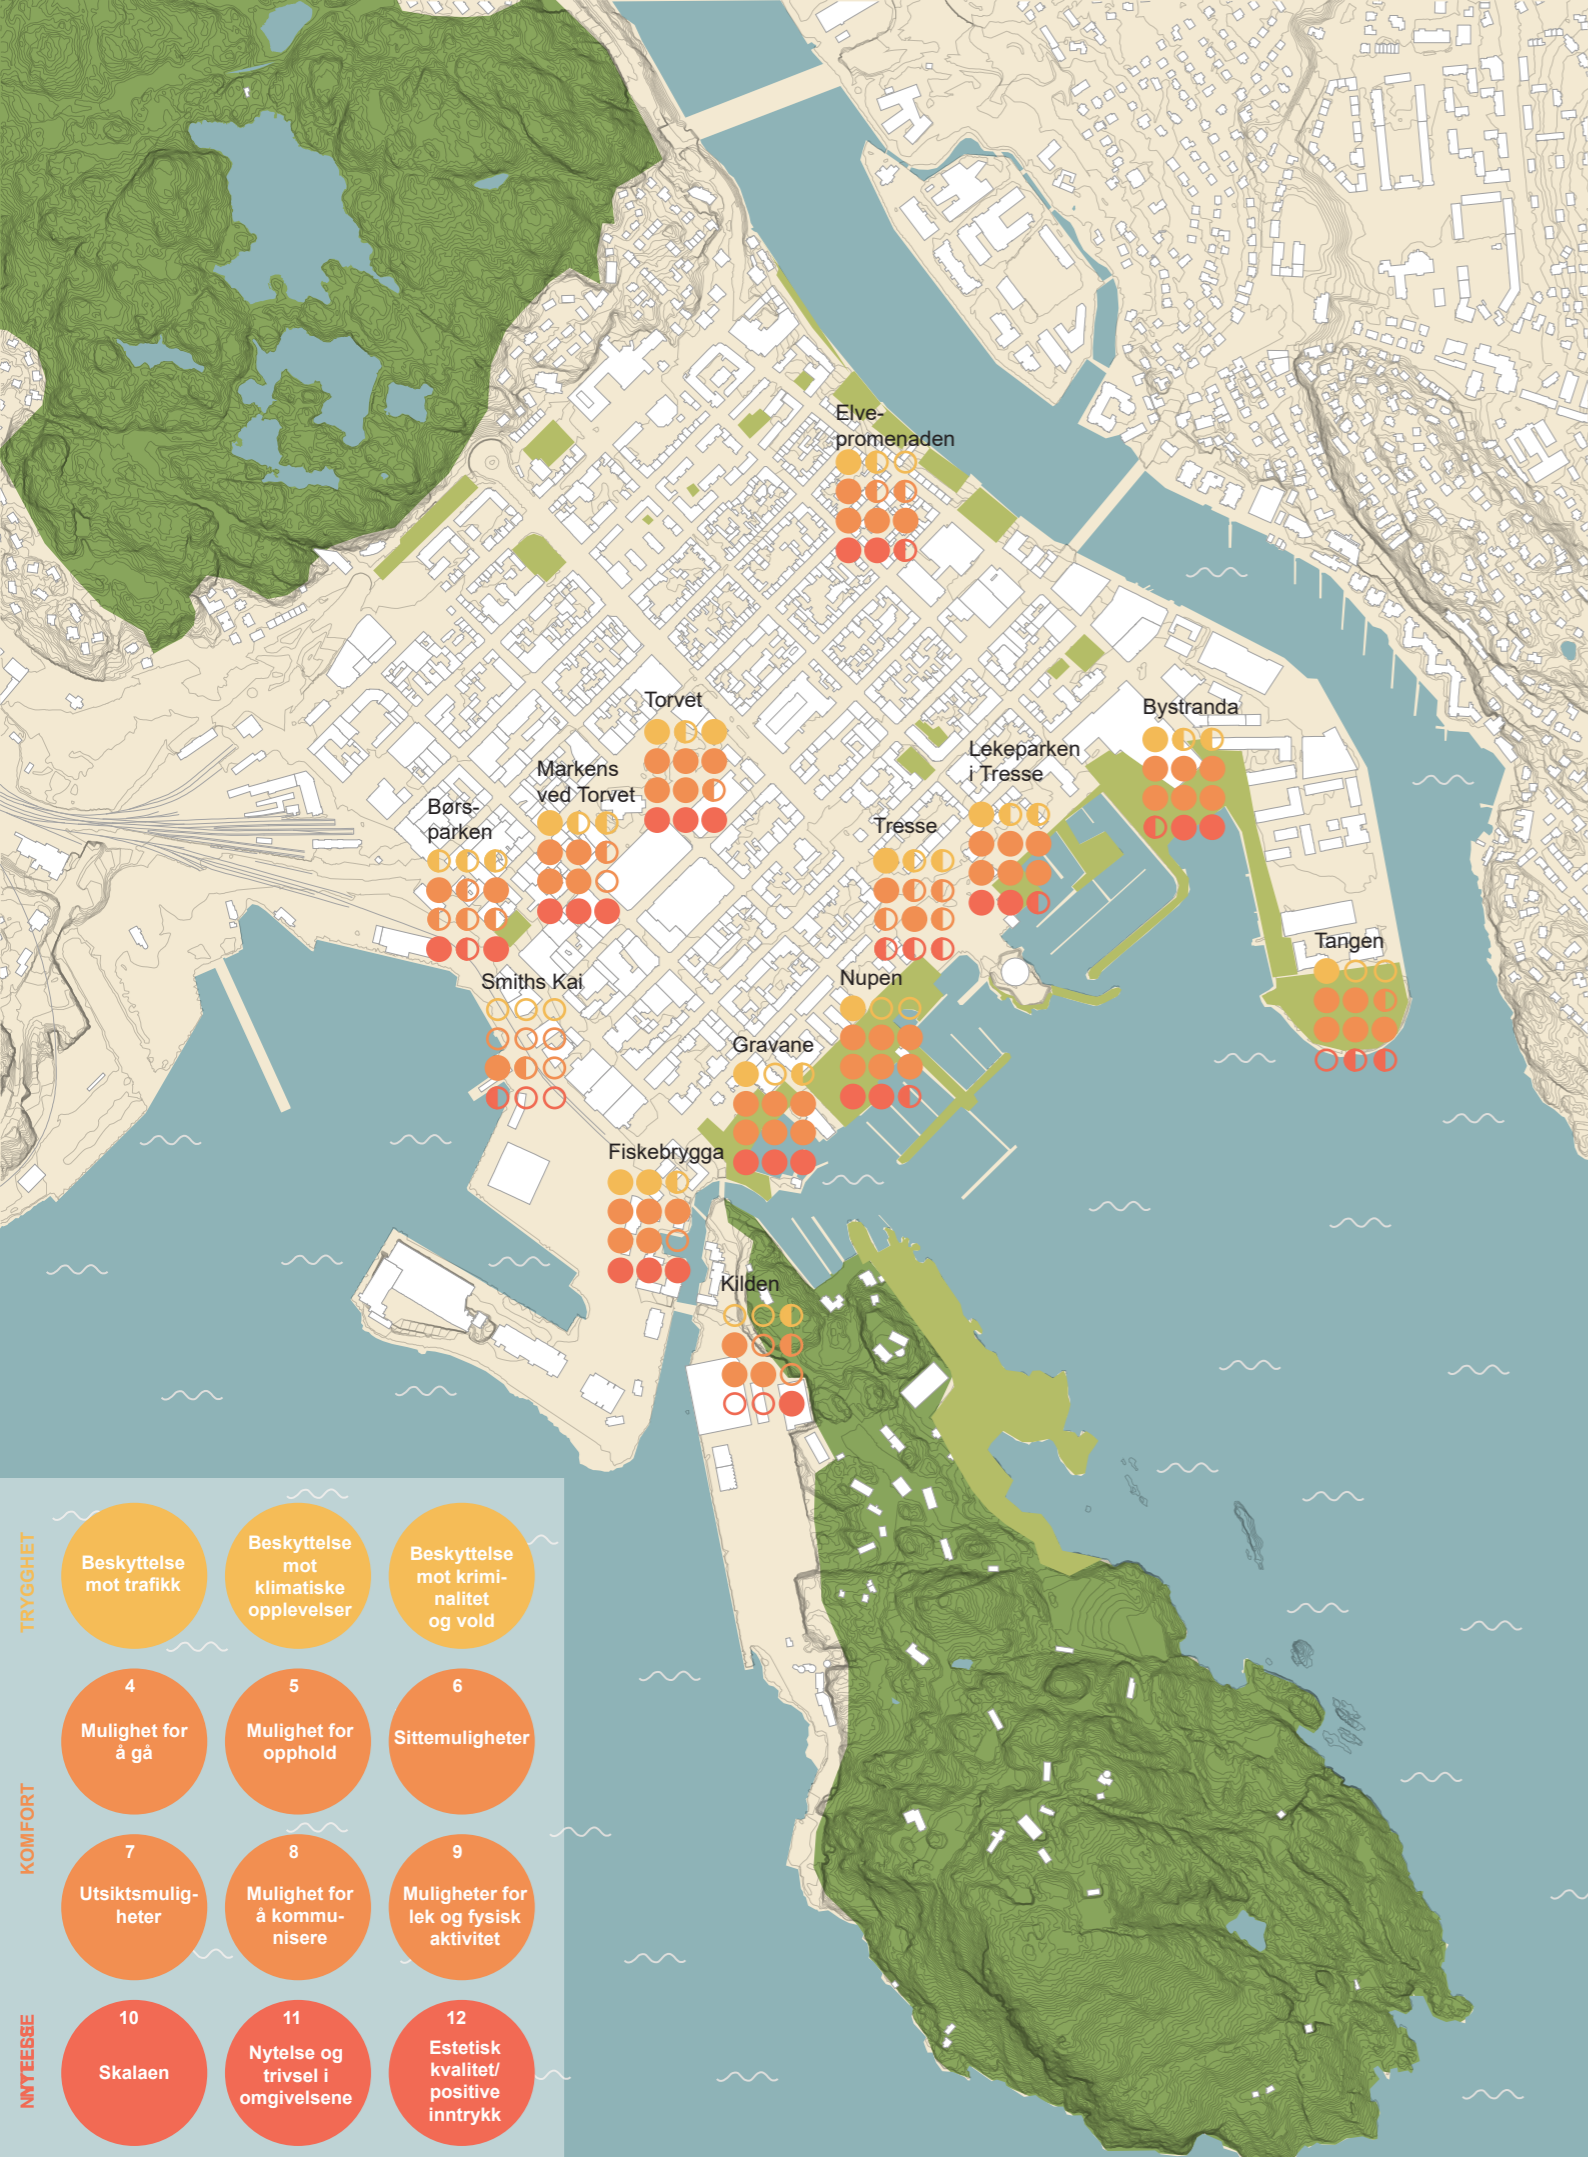 Elve-
promenaden
Torvet
Bystranda
Markens
ved Torvet
Lekeparken
i Tresse
Børs-
parken
Tresse
Tangen
Smiths Kai
Nupen
Gravane
Fiskebrygga
Kilden
TRYGGHET
Beskyttelse
mot trafikk
Beskyttelse
mot
klimatiske
opplevelser
Beskyttelse
mot krimi-
nalitet
og vold
KOMFORT
4
Mulighet for
å gå
5
Mulighet for
opphold
6
Sittemuligheter
7
Utsiktsmulig-
heter
8
Mulighet for
å kommu-
nisere
9
Muligheter for
lek og fysisk
aktivitet
10
Skalaen
11
Nytelse og
trivsel i
omgivelsene
12
Estetisk
kvalitet/
positive
inntrykk